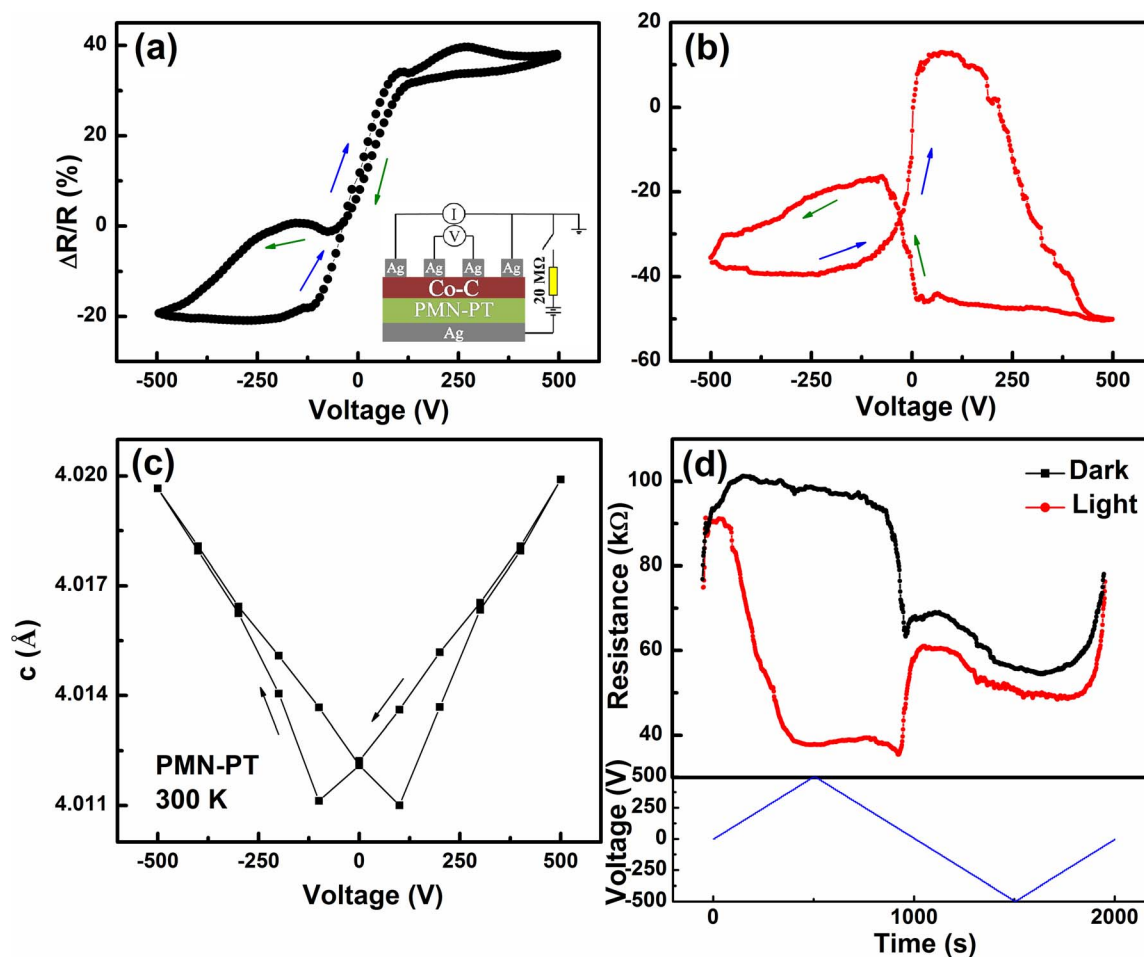 (a)
40
20
0
-20
ΔR/R (%)
-500 -250 0 250 500
Voltage (V)
I
V
Ag Ag Ag Ag
Co-C
PMN-PT
Ag
20 MΩ
(b)
20
0
-20
-40
-60
-500 -250 0 250 500
Voltage (V)
(c)
4.020
4.017
4.014
4.011
c (Å)
PMN-PT
300 K
-500 -250 0 250 500
Voltage (V)
(d)
Dark
Light
100
80
60
40
Resistance (kΩ)
500
250
0
-250
-500
Voltage (V)
0 1000 2000
Time (s)